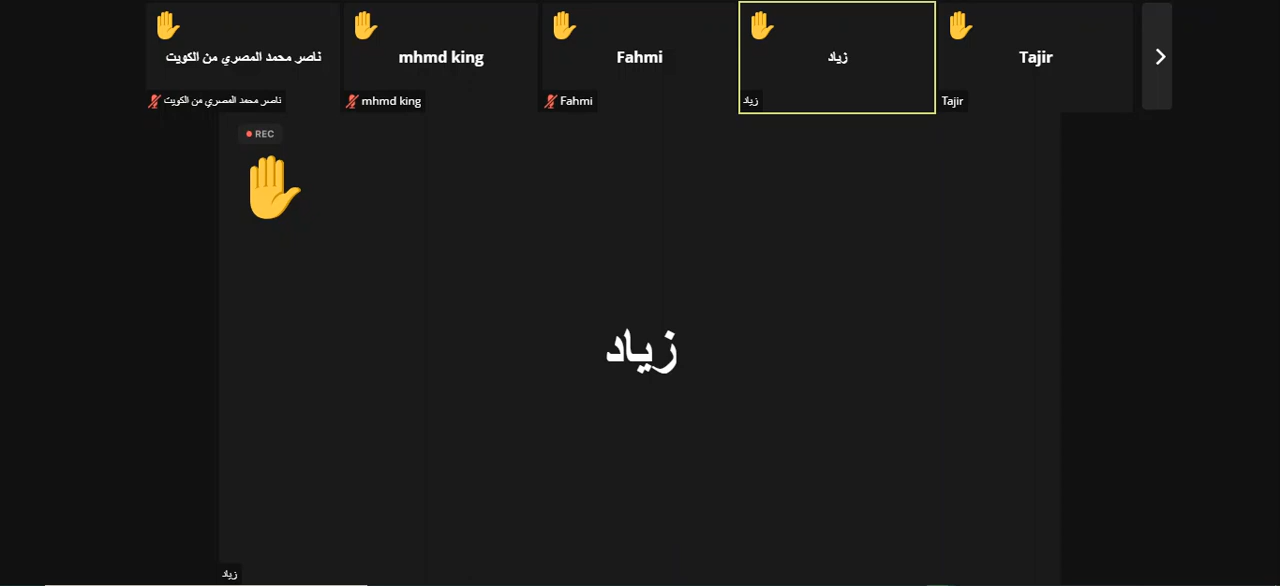 ناصر محمد المصري من الكويت
mhmd king
Fahmi
زياد
Tajir
ناصر محمد المصري من الكويت
mhmd king
Fahmi
زياد
Tajir
REC
زياد
زياد